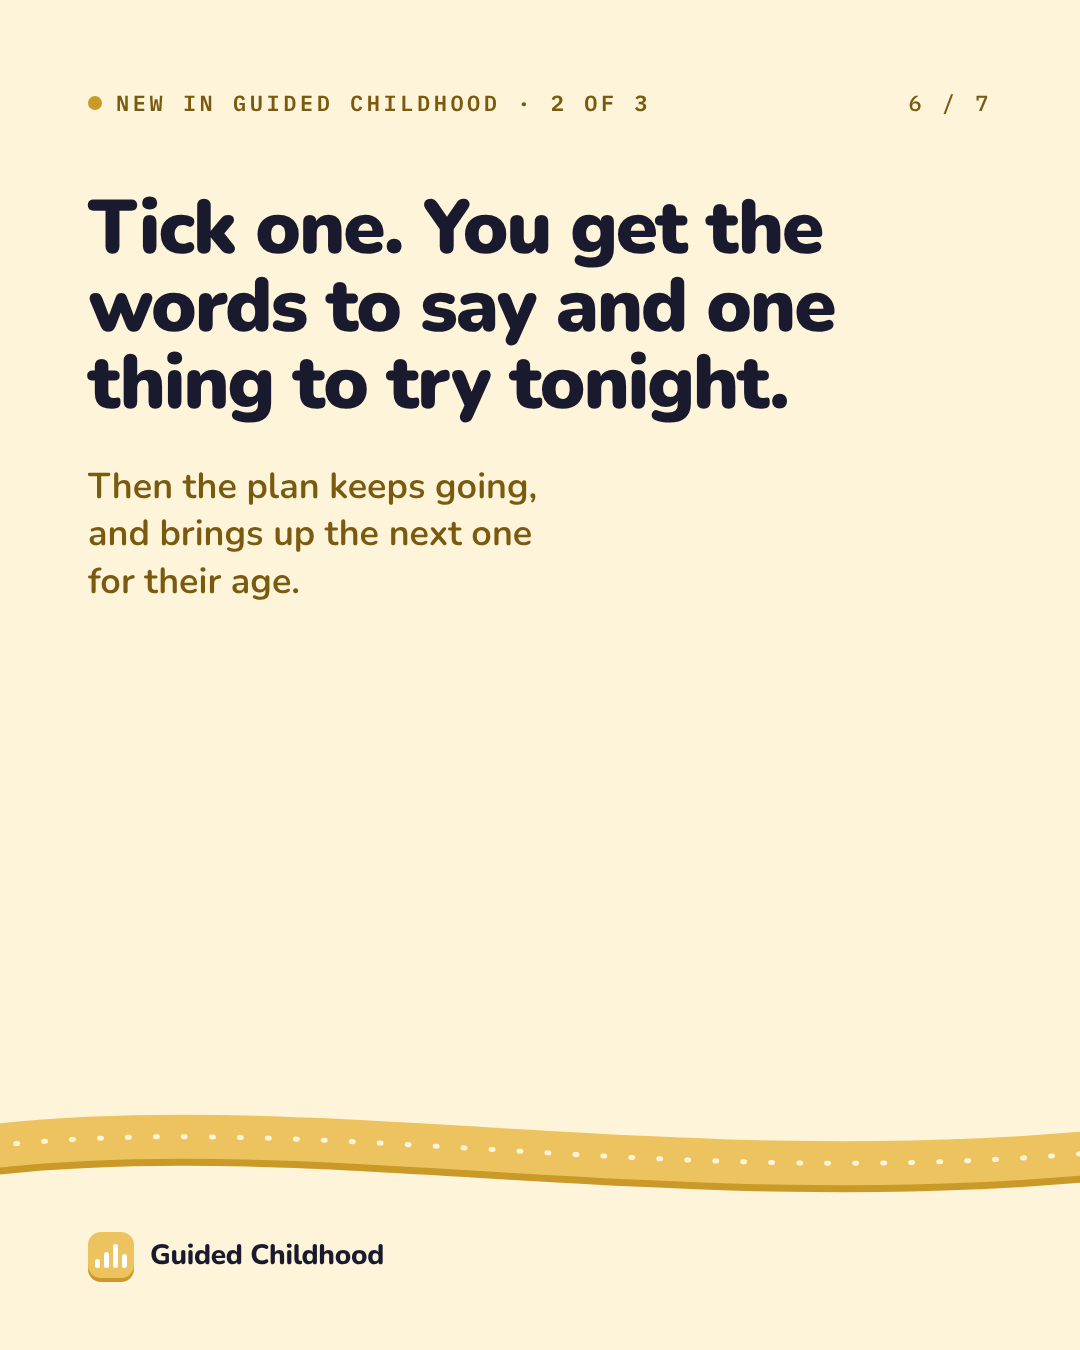 NEW IN GUIDED CHILDHOOD · 2 OF 3
6 / 7
Tick one. You get the
words to say and one
thing to try tonight.
Then the plan keeps going,
and brings up the next one
for their age.
Guided Childhood